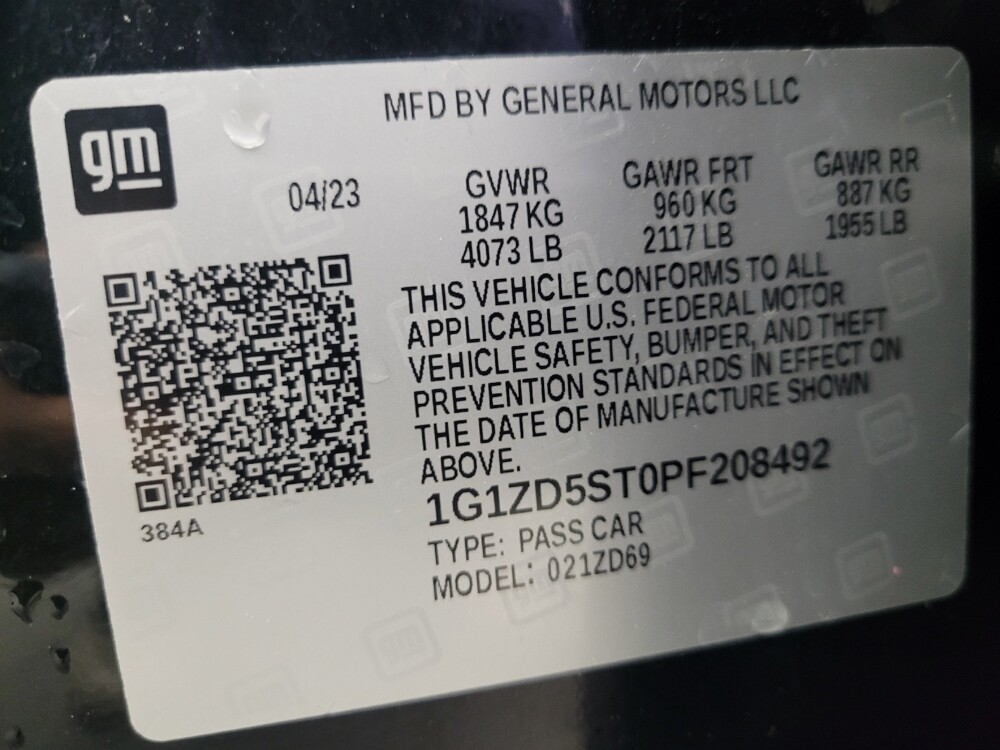 gm
MFD BY GENERAL MOTORS LLC
04/23
GVWR
1847 KG
4073 LB
GAWR FRT
960 KG
2117 LB
GAWR RR
887 KG
1955 LB
THIS VEHICLE CONFORMS TO ALL
APPLICABLE U.S. FEDERAL MOTOR
VEHICLE SAFETY, BUMPER, AND THEFT
PREVENTION STANDARDS IN EFFECT ON
THE DATE OF MANUFACTURE SHOWN
ABOVE.
1G1ZD5ST0PF208492
TYPE: PASS CAR
MODEL: 021ZD69
384A
gm